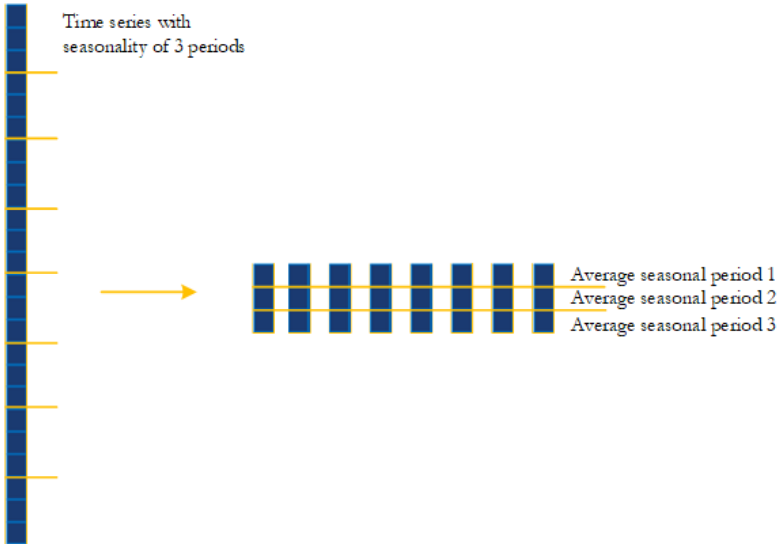 Time series with
seasonality of 3 periods
Average seasonal period 1
Average seasonal period 2
Average seasonal period 3